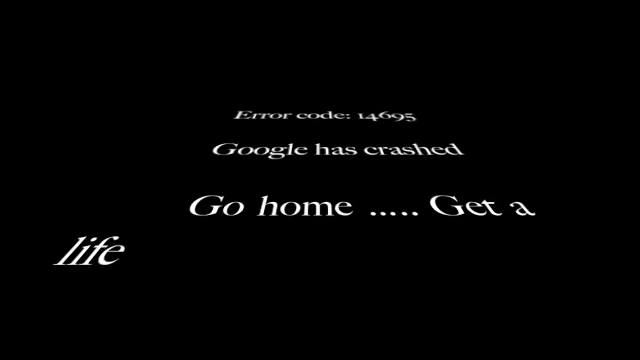 Error code: 14695
Google has crashed
Go home ..... Get a
life